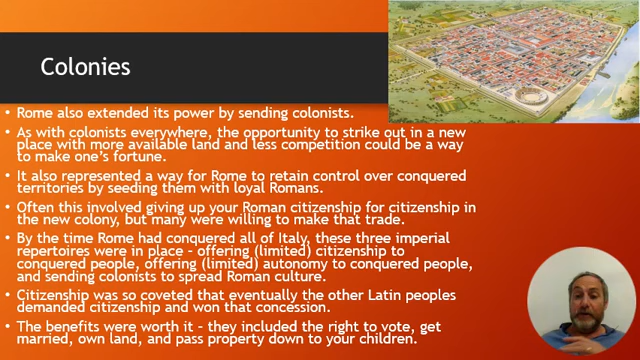 Colonies
• Rome also extended its power by sending colonists.
• As with colonists everywhere, the opportunity to strike out in a new
place with more available land and less competition could be a way
to make one's fortune.
• It also represented a way for Rome to retain control over conquered
territories by seeding them with loyal Romans.
• Often this involved giving up your Roman citizenship for citizenship in
the new colony, but many were willing to make that trade.
• By the time Rome had conquered all of Italy, these three imperial
repertoires were in place – offering (limited) citizenship to
conquered people, offering (limited) autonomy to conquered people,
and sending colonists to spread Roman culture.
• Citizenship was so coveted that eventually the other Latin peoples
demanded citizenship and won that concession.
• The benefits were worth it – they included the right to vote, get
married, own land, and pass property down to your children.